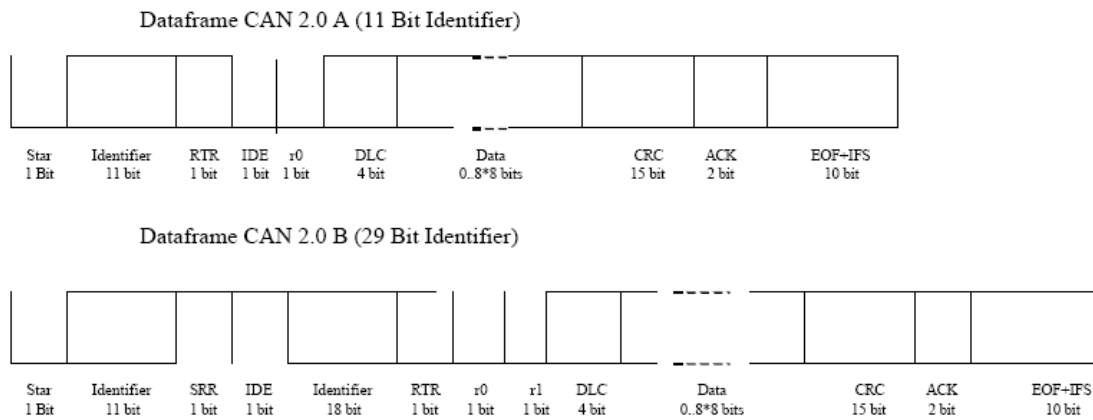 Dataframe CAN 2.0 A (11 Bit Identifier)
Star Identifier RTR IDE r0 DLC Data CRC ACK EOF+IFS
1 Bit 11 bit 1 bit 1 bit 1 bit 4 bit 0..8*8 bits 15 bit 2 bit 10 bit
Dataframe CAN 2.0 B (29 Bit Identifier)
Star Identifier SRR IDE Identifier RTR r0 r1 DLC Data CRC ACK EOF+IFS
1 Bit 11 bit 1 bit 1 bit 18 bit 1 bit 1 bit 1 bit 4 bit 0..8*8 bits 15 bit 2 bit 10 bit